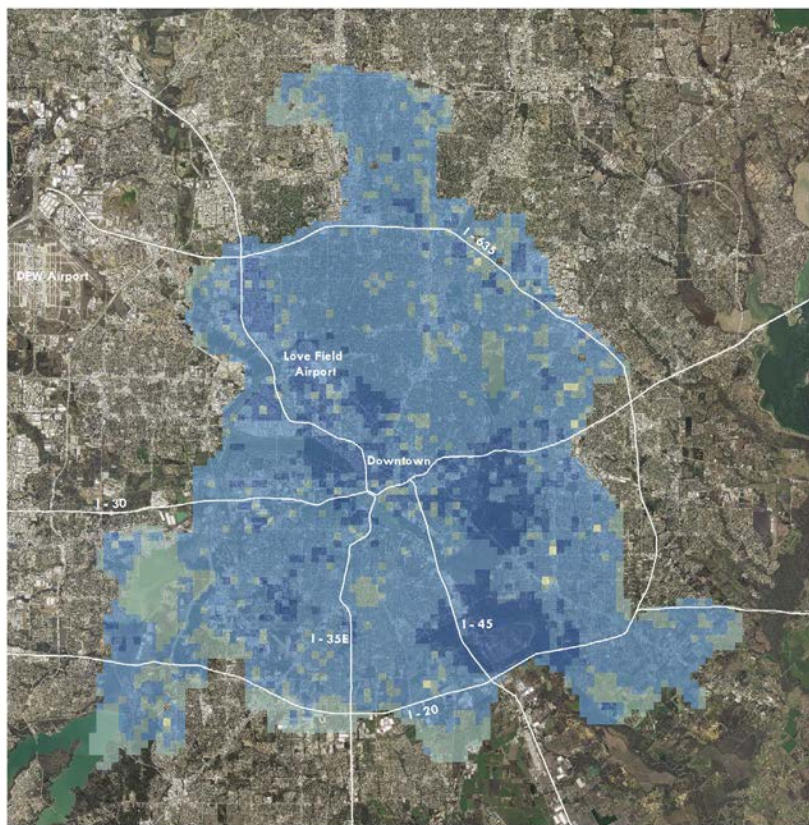 I - 635
DFW Airport
Love Field
Airport
Downtown
I - 30
I - 45
I - 35E
I - 20